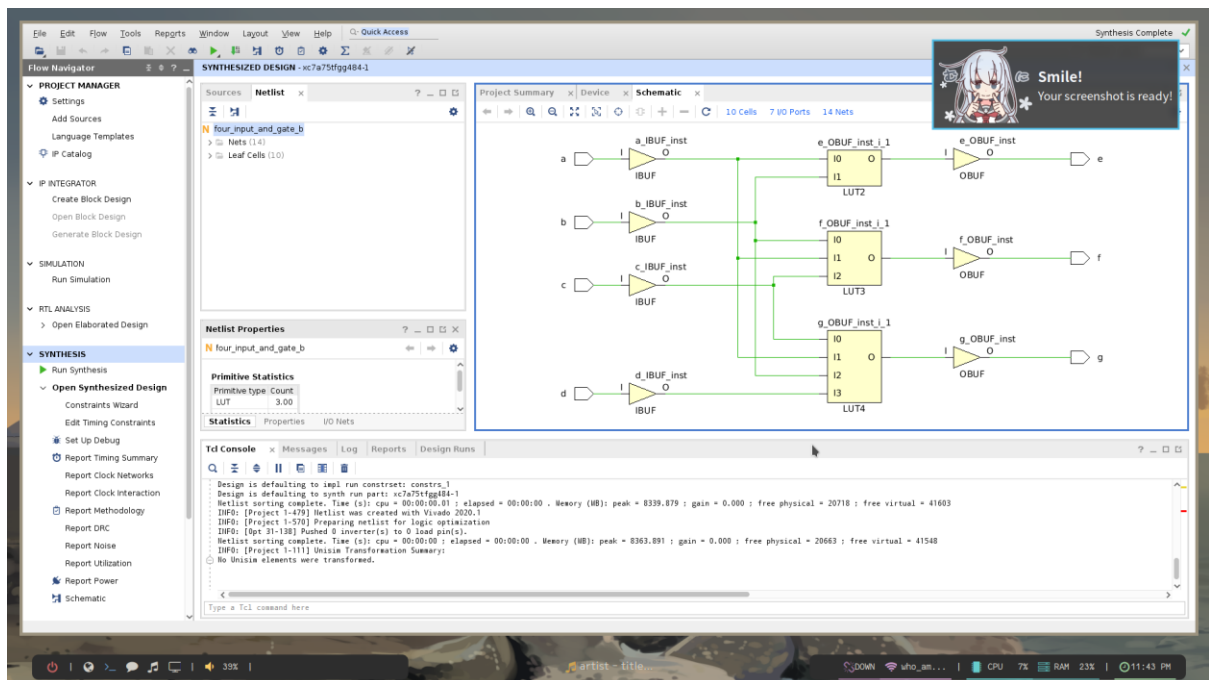 File Edit Flow Tools Reports Window Layout View Help Quick Access
Synthesis Complete
Flow Navigator
SYNTHESIZED DESIGN - xc7a75tfgg484-1
Smile!
Your screenshot is ready!
PROJECT MANAGER
Settings
Add Sources
Language Templates
IP Catalog
IP INTEGRATOR
Create Block Design
Open Block Design
Generate Block Design
SIMULATION
Run Simulation
RTL ANALYSIS
Open Elaborated Design
SYNTHESIS
Run Synthesis
Open Synthesized Design
Constraints Wizard
Edit Timing Constraints
Set Up Debug
Report Timing Summary
Report Clock Networks
Report Clock Interaction
Report Methodology
Report DRC
Report Noise
Report Utilization
Report Power
Schematic
Sources Netlist
N four_input_and_gate_b
Nets (14)
Leaf Cells (10)
Netlist Properties
N four_input_and_gate_b
Primitive Statistics
Primitive type Count
LUT 3.00
Statistics Properties I/O Nets
Project Summary Device Schematic
10 Cells 7 I/O Ports 14 Nets
a_IBUF_inst
a I O
IBUF
b_IBUF_inst
b I O
IBUF
c_IBUF_inst
c I O
IBUF
d_IBUF_inst
d I O
IBUF
e_OBUF_inst_i_1
I0 O
I1
LUT2
f_OBUF_inst_i_1
I0
I1 O
I2
LUT3
g_OBUF_inst_i_1
I0
I1 O
I2
I3
LUT4
e_OBUF_inst
I O e
OBUF
f_OBUF_inst
I O f
OBUF
g_OBUF_inst
I O g
OBUF
Tcl Console Messages Log Reports Design Runs
Design is defaulting to impl run constrset: constrs_1
Design is defaulting to synth run part: xc7a75tfgg484-1
Netlist sorting complete. Time (s): cpu = 00:00:00.01 ; elapsed = 00:00:00 . Memory (MB): peak = 8339.879 ; gain = 0.000 ; free physical = 20718 ; free virtual = 41603
INFO: [Project 1-479] Netlist was created with Vivado 2020.1
INFO: [Project 1-570] Preparing netlist for logic optimization
INFO: [Opt 31-138] Pushed 0 inverter(s) to 0 load pin(s).
Netlist sorting complete. Time (s): cpu = 00:00:00 ; elapsed = 00:00:00 . Memory (MB): peak = 8363.891 ; gain = 0.000 ; free physical = 20663 ; free virtual = 41548
INFO: [Project 1-111] Unisim Transformation Summary:
No Unisim elements were transformed.
Type a Tcl command here
39% artist - title... DOWN who_am... CPU 7% RAM 23% 11:43 PM